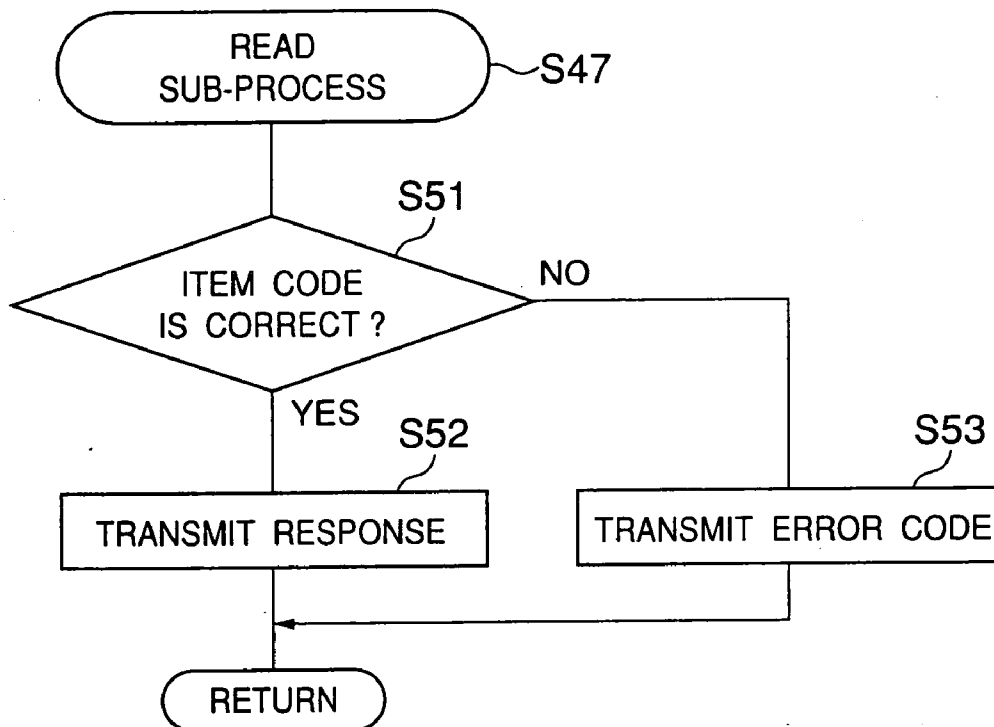 READ
SUB-PROCESS
S47
S51
ITEM CODE
IS CORRECT ?
NO
YES
S52
S53
TRANSMIT RESPONSE
TRANSMIT ERROR CODE
RETURN